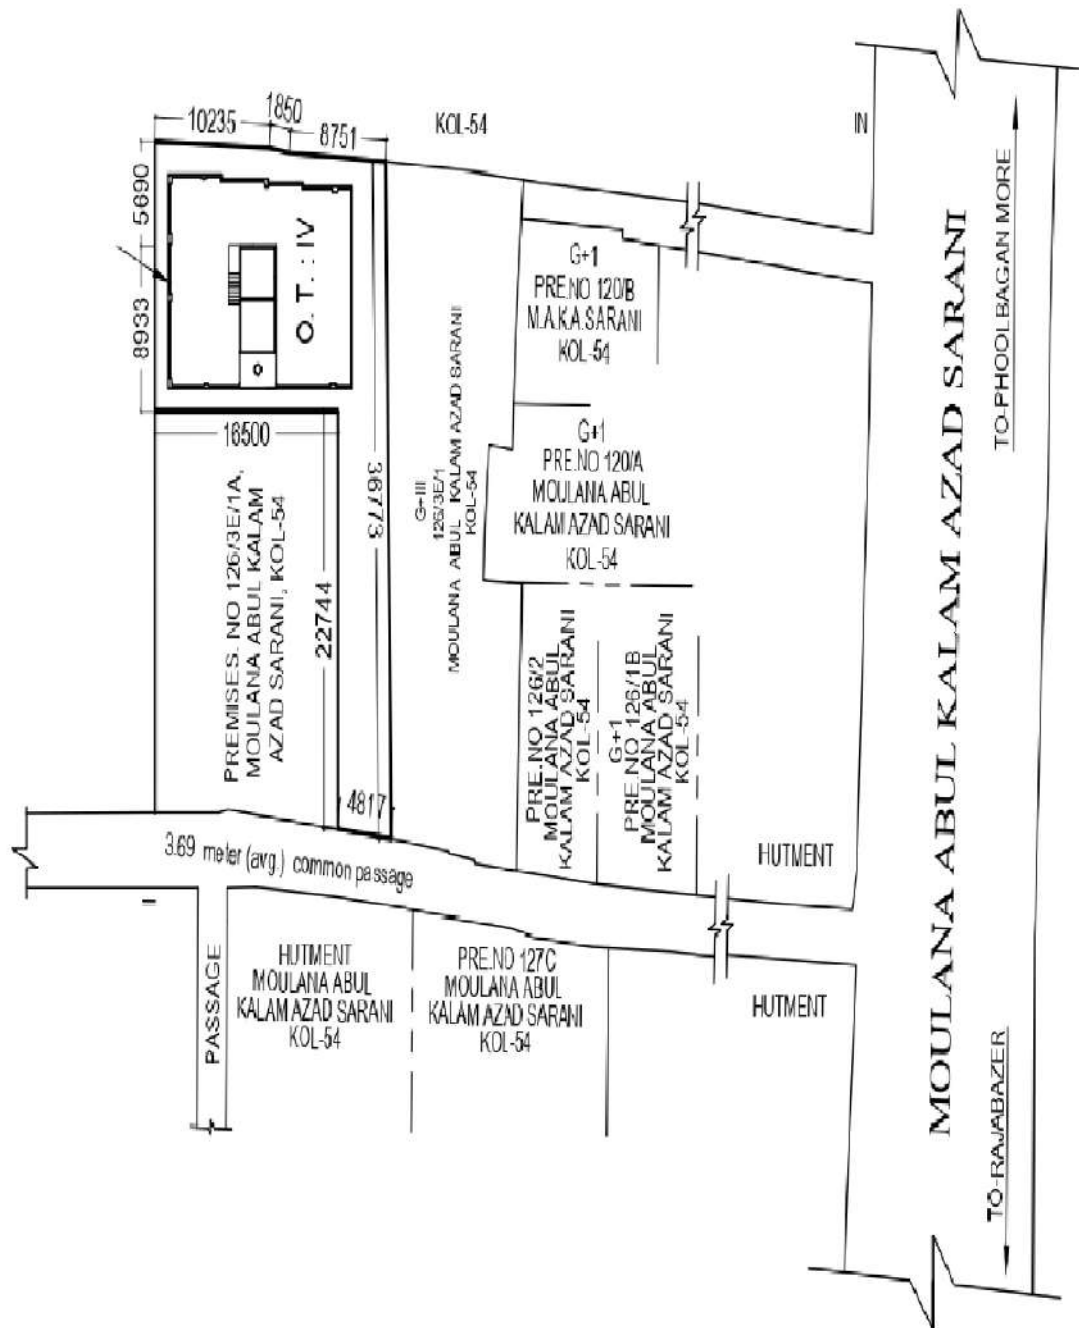 10235
1850
8751
KOL-54
IN
5690
8933
O. T. : IV
16500
36773
22744
4817
PREMISES. NO 126/3E/1A,
MOULANA ABUL KALAM
AZAD SARANI, KOL-54
G+III
126/3E/1
MOULANA ABUL KALAM AZAD SARANI
KOL-54
G+1
PRE.NO 120/B
M.A.K.A.SARANI
KOL-54
G+1
PRE.NO 120/A
MOULANA ABUL
KALAM AZAD SARANI
KOL-54
PRE.NO 126/2
MOULANA ABUL
KALAM AZAD SARANI
KOL-54
G+1
PRE.NO 126/1B
MOULANA ABUL
KALAM AZAD SARANI
KOL-54
HUTMENT
3.69 meter (avg.) common passage
PASSAGE
HUTMENT
MOULANA ABUL
KALAM AZAD SARANI
KOL-54
PRE.NO 127C
MOULANA ABUL
KALAM AZAD SARANI
KOL-54
HUTMENT
MOULANA ABUL KALAM AZAD SARANI
TO-PHOOLBAGAN MORE
TO-RAJABAZER